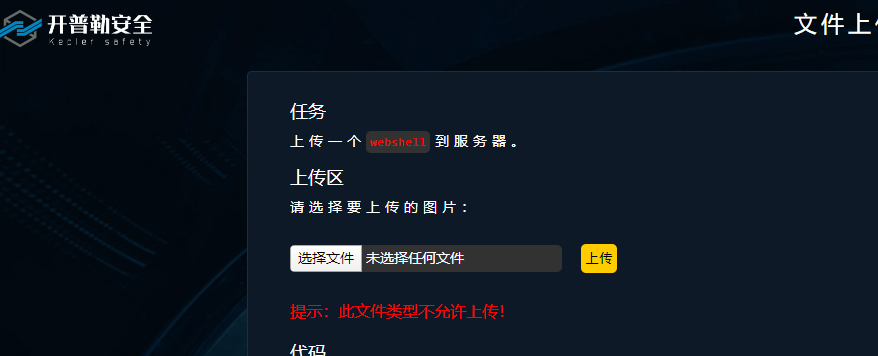 开普勒安全
Kecler safety
文件上
任务
上传一个 webshell 到服务器。
上传区
请选择要上传的图片：
选择文件 未选择任何文件 上传
提示：此文件类型不允许上传！
代码